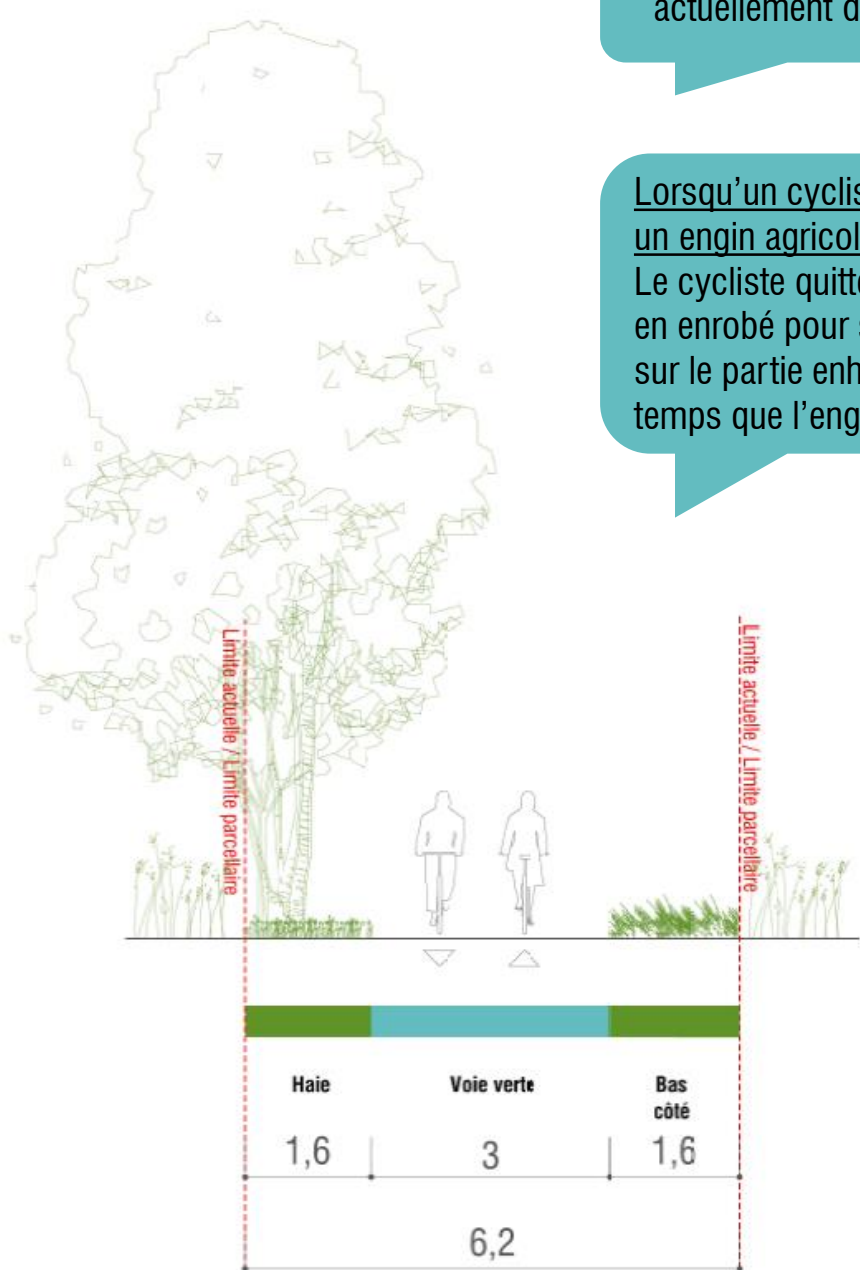 actuellement d
Lorsqu'un cyclis
un engin agricol
Le cycliste quitt
en enrobé pour s
sur le partie enh
temps que l'eng
Limite actuelle / Limite parcellaire
Limite actuelle / Limite parcellaire
Haie
Voie verte
Bas
côté
1,6
3
1,6
6,2